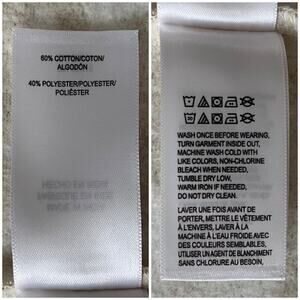 60% COTTON/COTON/
ALGODÓN
40% POLYESTER/POLYESTER/
POLIÉSTER
WASH ONCE BEFORE WEARING,
TURN GARMENT INSIDE OUT,
MACHINE WASH COLD WITH
LIKE COLORS, NON-CHLORINE
BLEACH WHEN NEEDED,
TUMBLE DRY LOW,
WARM IRON IF NEEDED,
DO NOT DRY CLEAN.
LAVER UNE FOIS AVANT DE
PORTER, METTRE LE VÊTEMENT
À L'ENVERS, LAVER À LA
MACHINE À L'EAU FROIDE AVEC
DES COULEURS SEMBLABLES,
UTILISER UN AGENT DE BLANCHIMENT
SANS CHLORURE AU BESOIN,